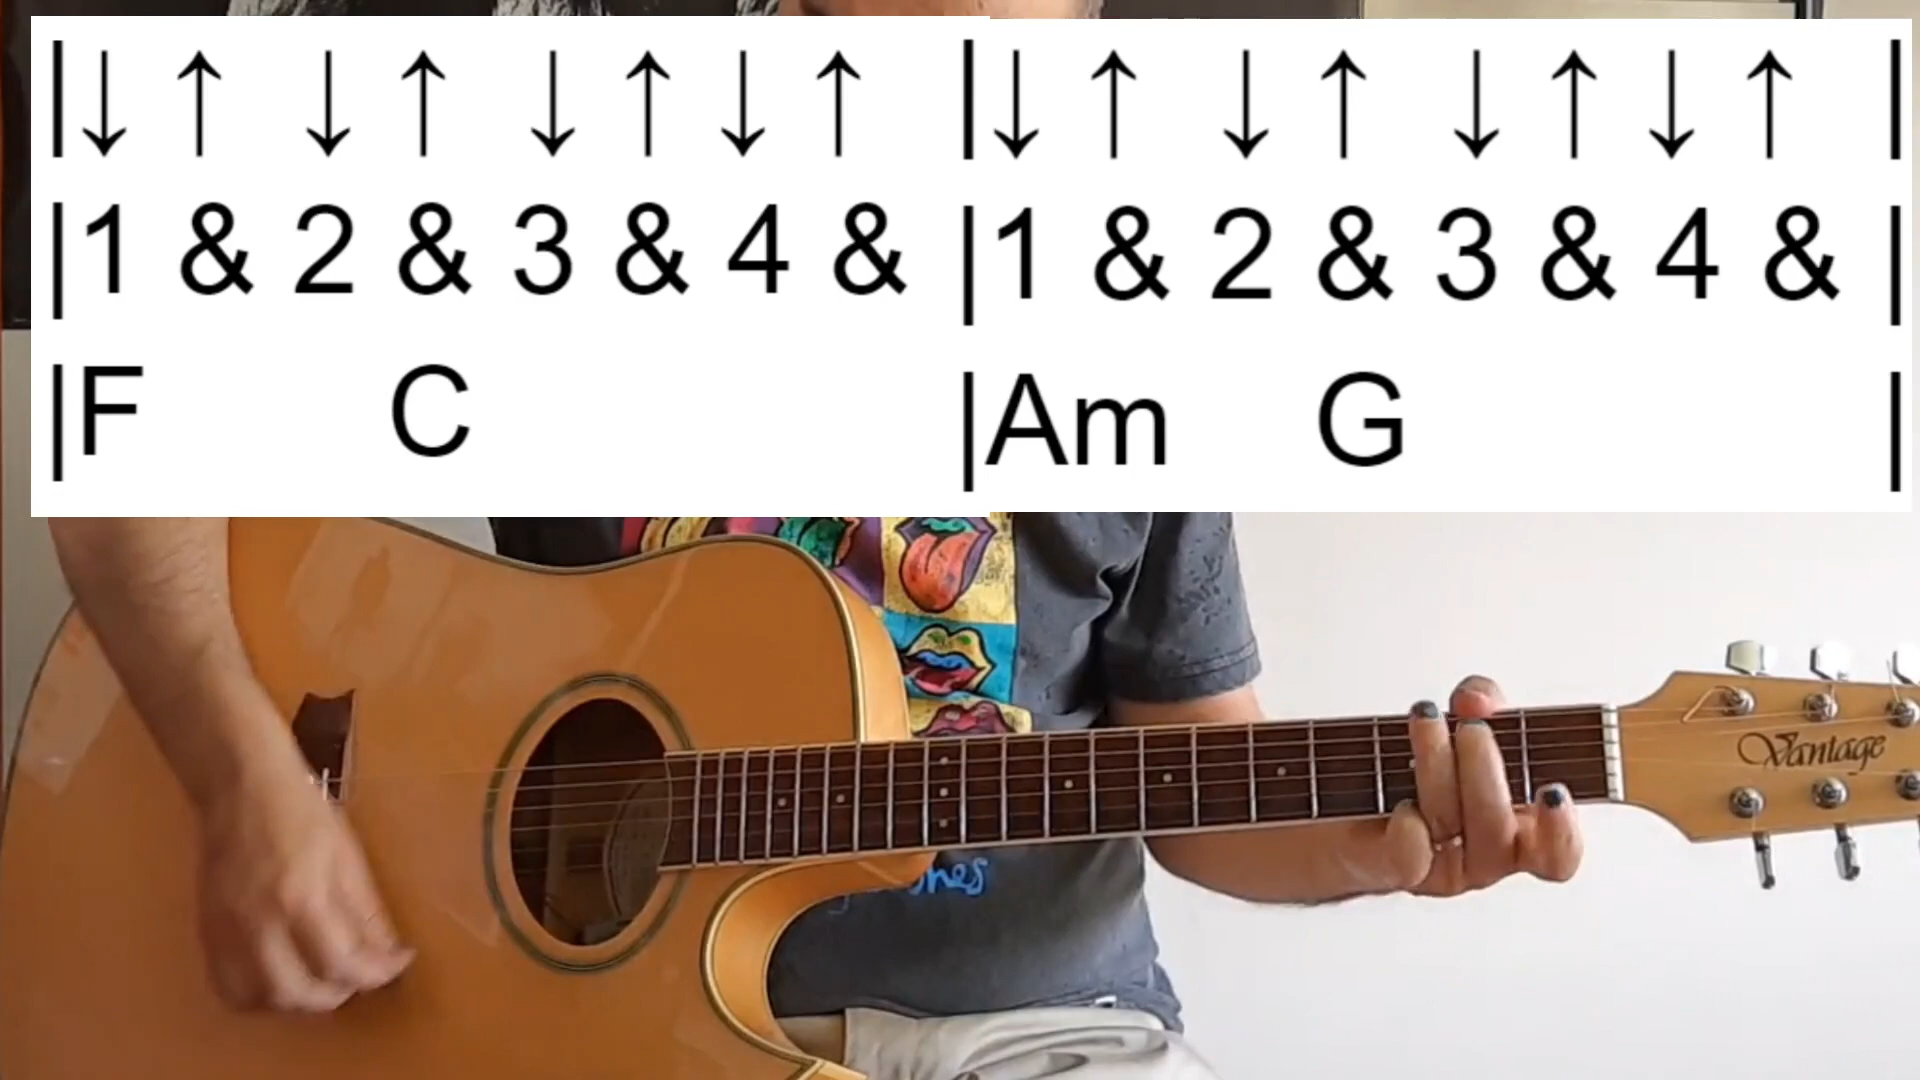 |↓ ↑ ↓ ↑ ↓ ↑ ↓ ↑ |↓ ↑ ↓ ↑ ↓ ↑ ↓ ↑ |
|1 & 2 & 3 & 4 & |1 & 2 & 3 & 4 & |
|F C |Am G |
Vantage